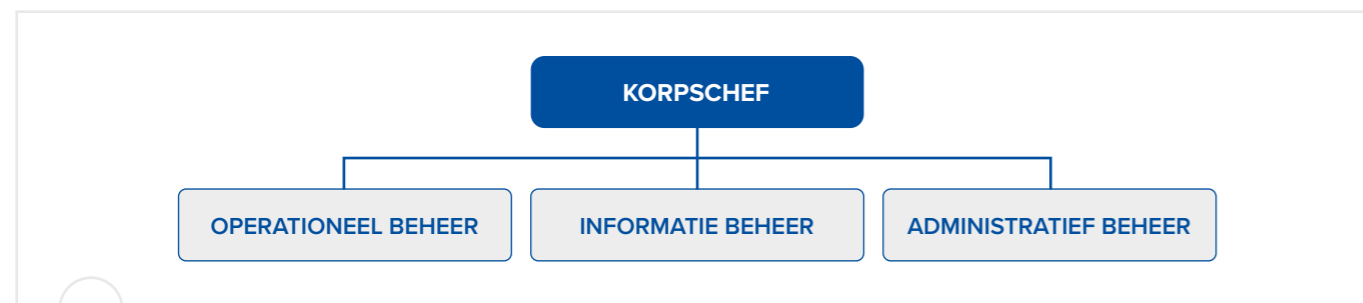 KORPSCHEF
OPERATIONEEL BEHEER
INFORMATIE BEHEER
ADMINISTRATIEF BEHEER